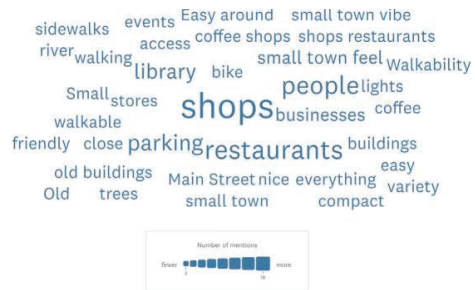 Easy around small town vibe
sidewalks events
river walking access coffee shops shops restaurants
library bike small town feel Walkability
Small stores shops people lights
businesses coffee
walkable
friendly close parking restaurants buildings
old buildings easy
Old trees Main Street nice everything variety
small town compact
Number of mentions
fewer more